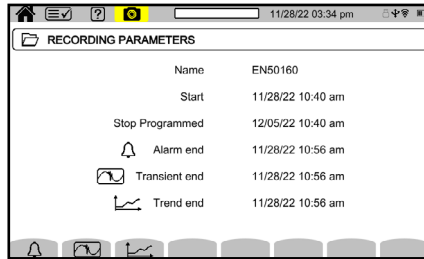 11/28/22 03:34 pm
RECORDING PARAMETERS
Name EN50160
Start 11/28/22 10:40 am
Stop Programmed 12/05/22 10:40 am
Alarm end 11/28/22 10:56 am
Transient end 11/28/22 10:56 am
Trend end 11/28/22 10:56 am